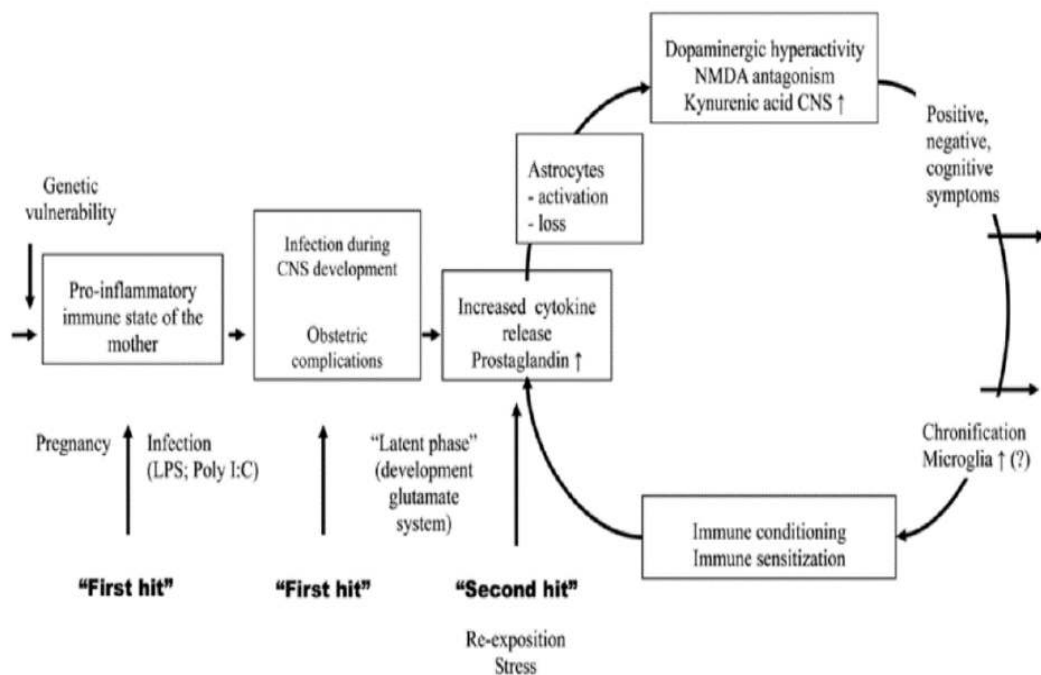 Genetic
vulnerability
Pro-inflammatory
immune state of the
mother
Pregnancy
Infection
(LPS; Poly I:C)
"First hit"
Infection during
CNS development
Obstetric
complications
"First hit"
"Latent phase"
(development
glutamate
system)
Increased cytokine
release
Prostaglandin ↑
"Second hit"
Re-exposition
Stress
Astrocytes
- activation
- loss
Dopaminergic hyperactivity
NMDA antagonism
Kynurenic acid CNS ↑
Positive,
negative,
cognitive
symptoms
Chronification
Microglia ↑ (?)
Immune conditioning
Immune sensitization